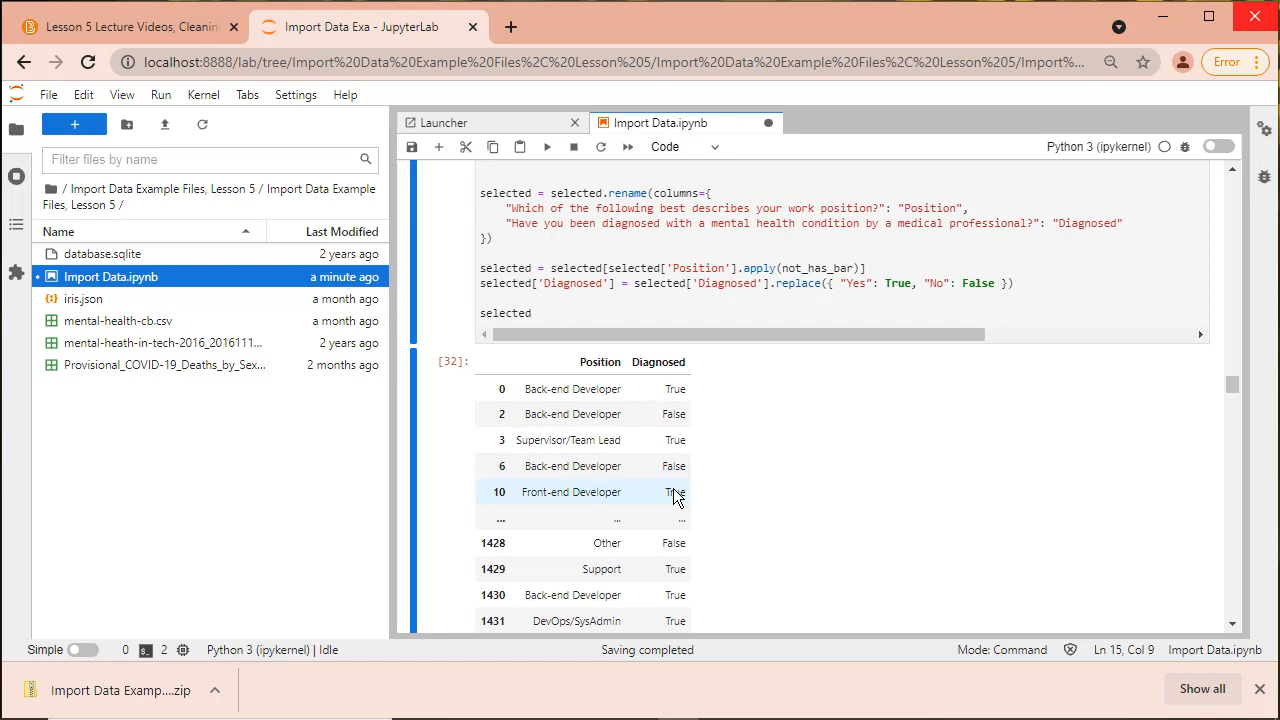 Lesson 5 Lecture Videos, Cleanin
Import Data Exa - JupyterLab
localhost:8888/lab/tree/Import%20Data%20Example%20Files%2C%20Lesson%205/Import%20Data%20Example%20Files%2C%20Lesson%205/Import%...
Error
File Edit View Run Kernel Tabs Settings Help
Filter files by name
/ Import Data Example Files, Lesson 5 / Import Data Example
Files, Lesson 5 /
Name Last Modified
database.sqlite 2 years ago
Import Data.ipynb a minute ago
iris.json a month ago
mental-health-cb.csv a month ago
mental-heath-in-tech-2016_2016111... 2 years ago
Provisional_COVID-19_Deaths_by_Sex... 2 months ago
Launcher
Import Data.ipynb
Code
Python 3 (ipykernel)
selected = selected.rename(columns={
"Which of the following best describes your work position?": "Position",
"Have you been diagnosed with a mental health condition by a medical professional?": "Diagnosed"
})
selected = selected[selected['Position'].apply(not_has_bar)]
selected['Diagnosed'] = selected['Diagnosed'].replace({ "Yes": True, "No": False })
selected
[32]:
Position Diagnosed
0 Back-end Developer True
2 Back-end Developer False
3 Supervisor/Team Lead True
6 Back-end Developer False
10 Front-end Developer True
... ... ...
1428 Other False
1429 Support True
1430 Back-end Developer True
1431 DevOps/SysAdmin True
Simple 0 2 Python 3 (ipykernel) | Idle Saving completed Mode: Command Ln 15, Col 9 Import Data.ipynb
Import Data Examp....zip
Show all